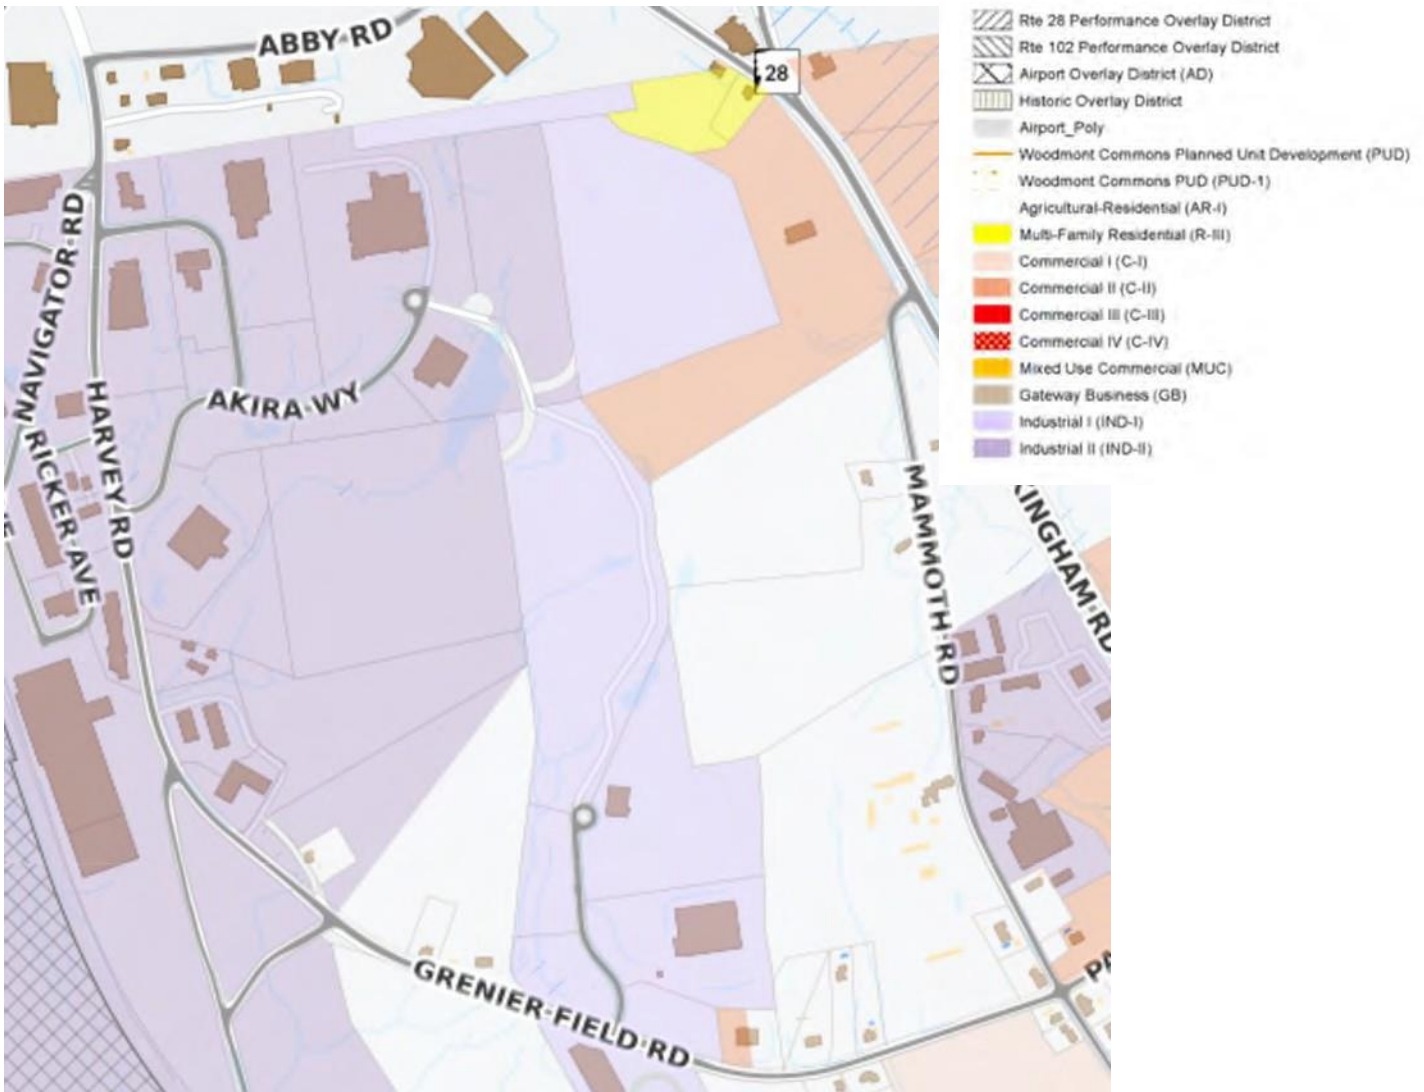 ABBY RD
28
NAVIGATOR RD
HARVEY RD
AKIRA WY
RICKER AVE
MAMMOTH RD
KINGHAM RD
GRENIER FIELD RD
PA
E
Rte 28 Performance Overlay District
Rte 102 Performance Overlay District
Airport Overlay District (AD)
Historic Overlay District
Airport_Poly
Woodmont Commons Planned Unit Development (PUD)
Woodmont Commons PUD (PUD-1)
Agricultural-Residential (AR-I)
Multi-Family Residential (R-III)
Commercial I (C-I)
Commercial II (C-II)
Commercial III (C-III)
Commercial IV (C-IV)
Mixed Use Commercial (MUC)
Gateway Business (GB)
Industrial I (IND-I)
Industrial II (IND-II)